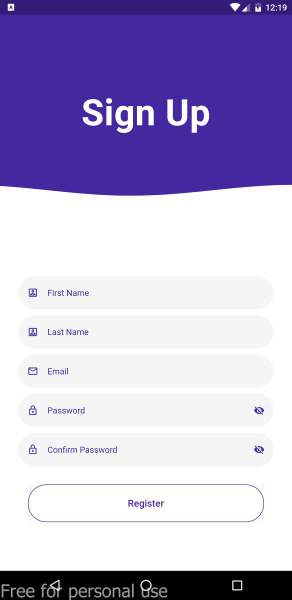 12:19
Sign Up
First Name
Last Name
Email
Password
Confirm Password
Register
Free for personal use